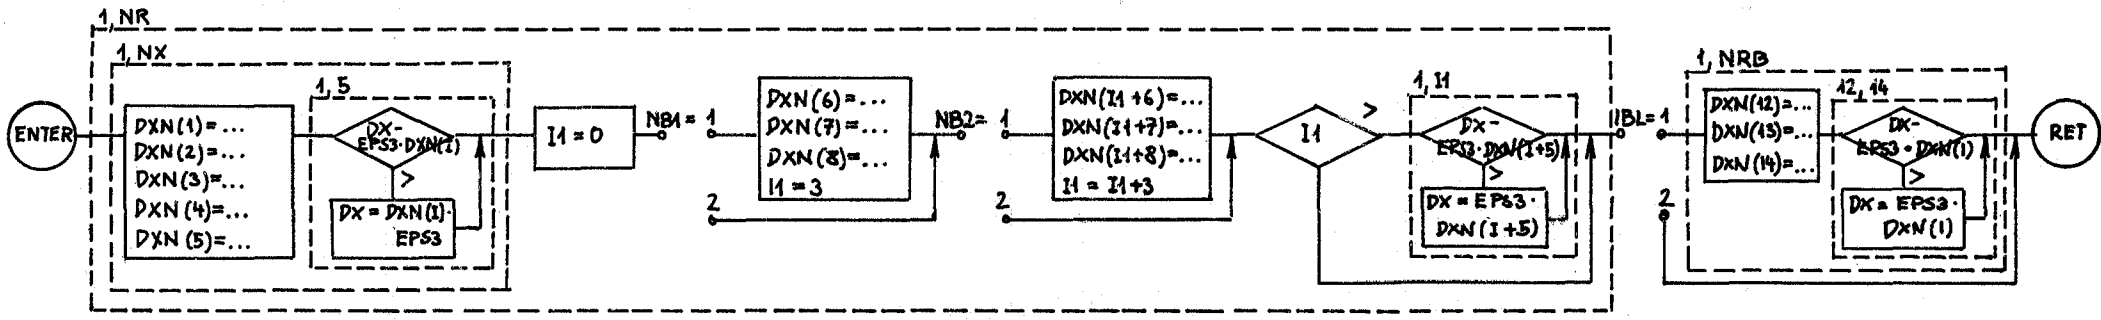 1, NR
1, NX
ENTER
DXN(1)=...
DXN(2)=...
DXN(3)=...
DXN(4)=...
DXN(5)=...
1, 5
DX-
EPS3·DXN(I)
>
DX = DXN(I)·
EPS3
I1=0
NB1=
1
2
DXN(6)=...
DXN(7)=...
DXN(8)=...
I1=3
NB2=
1
2
DXN(I1+6)=...
DXN(I1+7)=...
DXN(I1+8)=...
I1 = I1+3
I1
>
1, I1
DX-
EPS3·DXN(I+5)
>
DX = EPS3·
DXN(I+5)
IBL=
1
2
1, NRB
DXN(12)=...
DXN(13)=...
DXN(14)=...
12, 14
DX-
EPS3·DXN(1)
>
DX = EPS3·
DXN(1)
RET